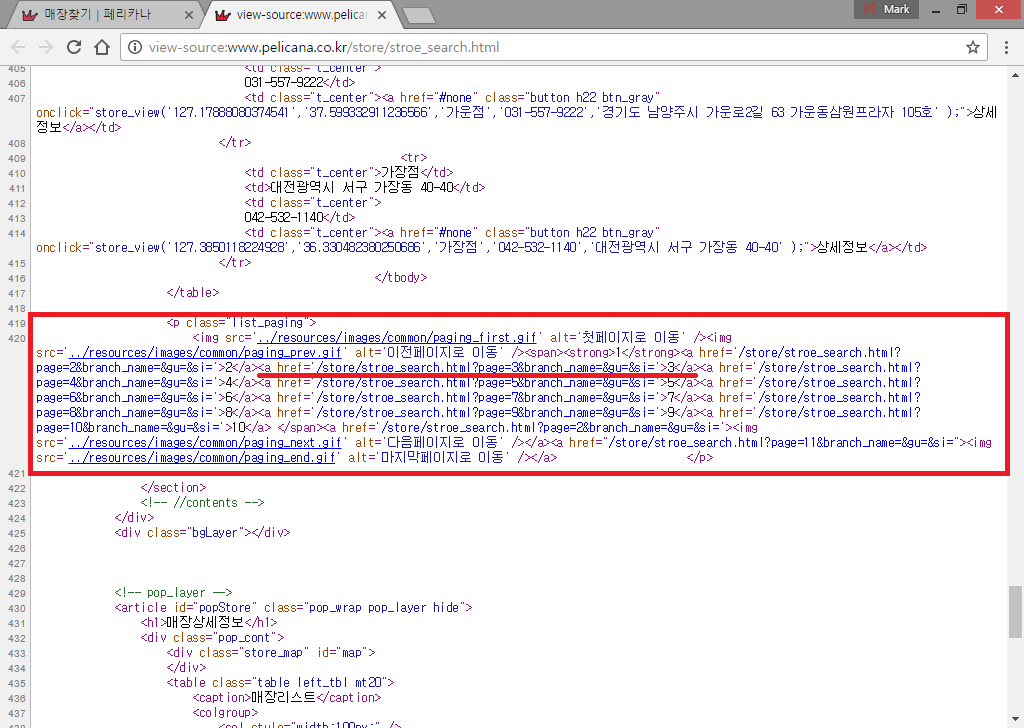 매장찾기 | 페리카나
view-source:www.pelican
Mark
view-source:www.pelicana.co.kr/store/stroe_search.html
405 <td class="t_center">
406 031-557-9222</td>
407 <td class="t_center"><a href="#none" class="button h22 btn_gray"
onclick="store_view('127.17888080374541','37.599332911236566','가운점','031-557-9222','경기도 남양주시 가운로2길 63 가운동삼원프라자 105호' );">상세
정보</a></td>
408 </tr>
409 <tr>
410 <td class="t_center">가장점</td>
411 <td>대전광역시 서구 가장동 40-40</td>
412 <td class="t_center">
413 042-532-1140</td>
414 <td class="t_center"><a href="#none" class="button h22 btn_gray"
onclick="store_view('127.3850118224928','36.330482380250686','가장점','042-532-1140','대전광역시 서구 가장동 40-40' );">상세정보</a></td>
415 </tr>
416 </tbody>
417 </table>
418
419 <p class="list_paging">
420 <img src='../resources/images/common/paging_first.gif' alt='첫페이지로 이동' /><img
src='../resources/images/common/paging_prev.gif' alt='이전페이지로 이동' /><span><strong>1</strong><a href='/store/stroe_search.html?
page=2&branch_name=&gu=&si='>2</a><a href='/store/stroe_search.html?page=3&branch_name=&gu=&si='>3</a><a href='/store/stroe_search.html?
page=4&branch_name=&gu=&si='>4</a><a href='/store/stroe_search.html?page=5&branch_name=&gu=&si='>5</a><a href='/store/stroe_search.html?
page=6&branch_name=&gu=&si='>6</a><a href='/store/stroe_search.html?page=7&branch_name=&gu=&si='>7</a><a href='/store/stroe_search.html?
page=8&branch_name=&gu=&si='>8</a><a href='/store/stroe_search.html?page=9&branch_name=&gu=&si='>9</a><a href='/store/stroe_search.html?
page=10&branch_name=&gu=&si='>10</a> </span><a href='/store/stroe_search.html?page=2&branch_name=&gu=&si='><img
src='../resources/images/common/paging_next.gif' alt='다음페이지로 이동' /></a><a href="/store/stroe_search.html?page=11&branch_name=&gu=&si="><img
src='../resources/images/common/paging_end.gif' alt='마지막페이지로 이동' /></a> </p>
421
422 </section>
423 <!-- //contents -->
424 </div>
425 <div class="bgLayer"></div>
426
427
428
429 <!-- pop_layer -->
430 <article id="popStore" class="pop_wrap pop_layer hide">
431 <h1>매장상세정보</h1>
432 <div class="pop_cont">
433 <div class="store_map" id="map">
434 </div>
435 <table class="table left_tbl mt20">
436 <caption>매장리스트</caption>
437 <colgroup>
438 <col style="width:100px;" />